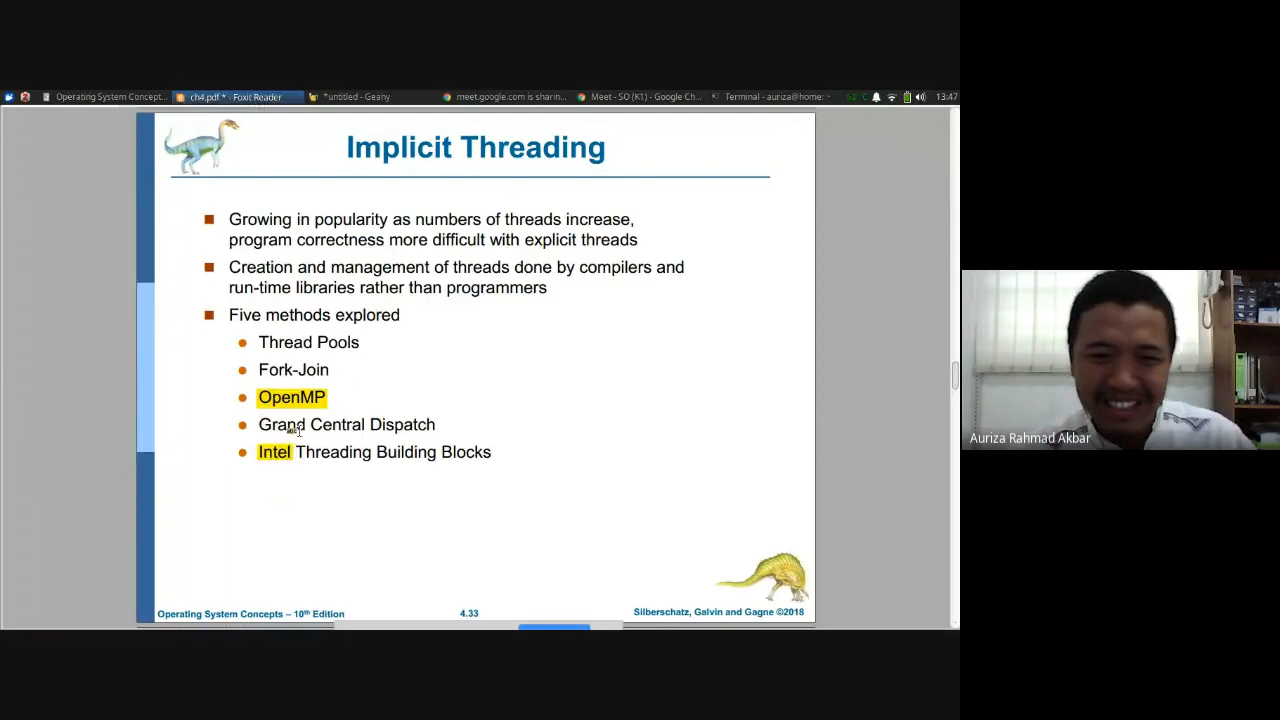 Operating System Concept...
ch4.pdf * - Foxit Reader
*untitled - Geany
meet.google.com is sharin...
Meet - SO (K1) - Google Ch...
Terminal - auriza@home: ~
13:47
Implicit Threading
Growing in popularity as numbers of threads increase,
program correctness more difficult with explicit threads
Creation and management of threads done by compilers and
run-time libraries rather than programmers
Five methods explored
Thread Pools
Fork-Join
OpenMP
Grand Central Dispatch
Intel Threading Building Blocks
Operating System Concepts – 10th Edition
4.33
Silberschatz, Galvin and Gagne ©2018
Auriza Rahmad Akbar